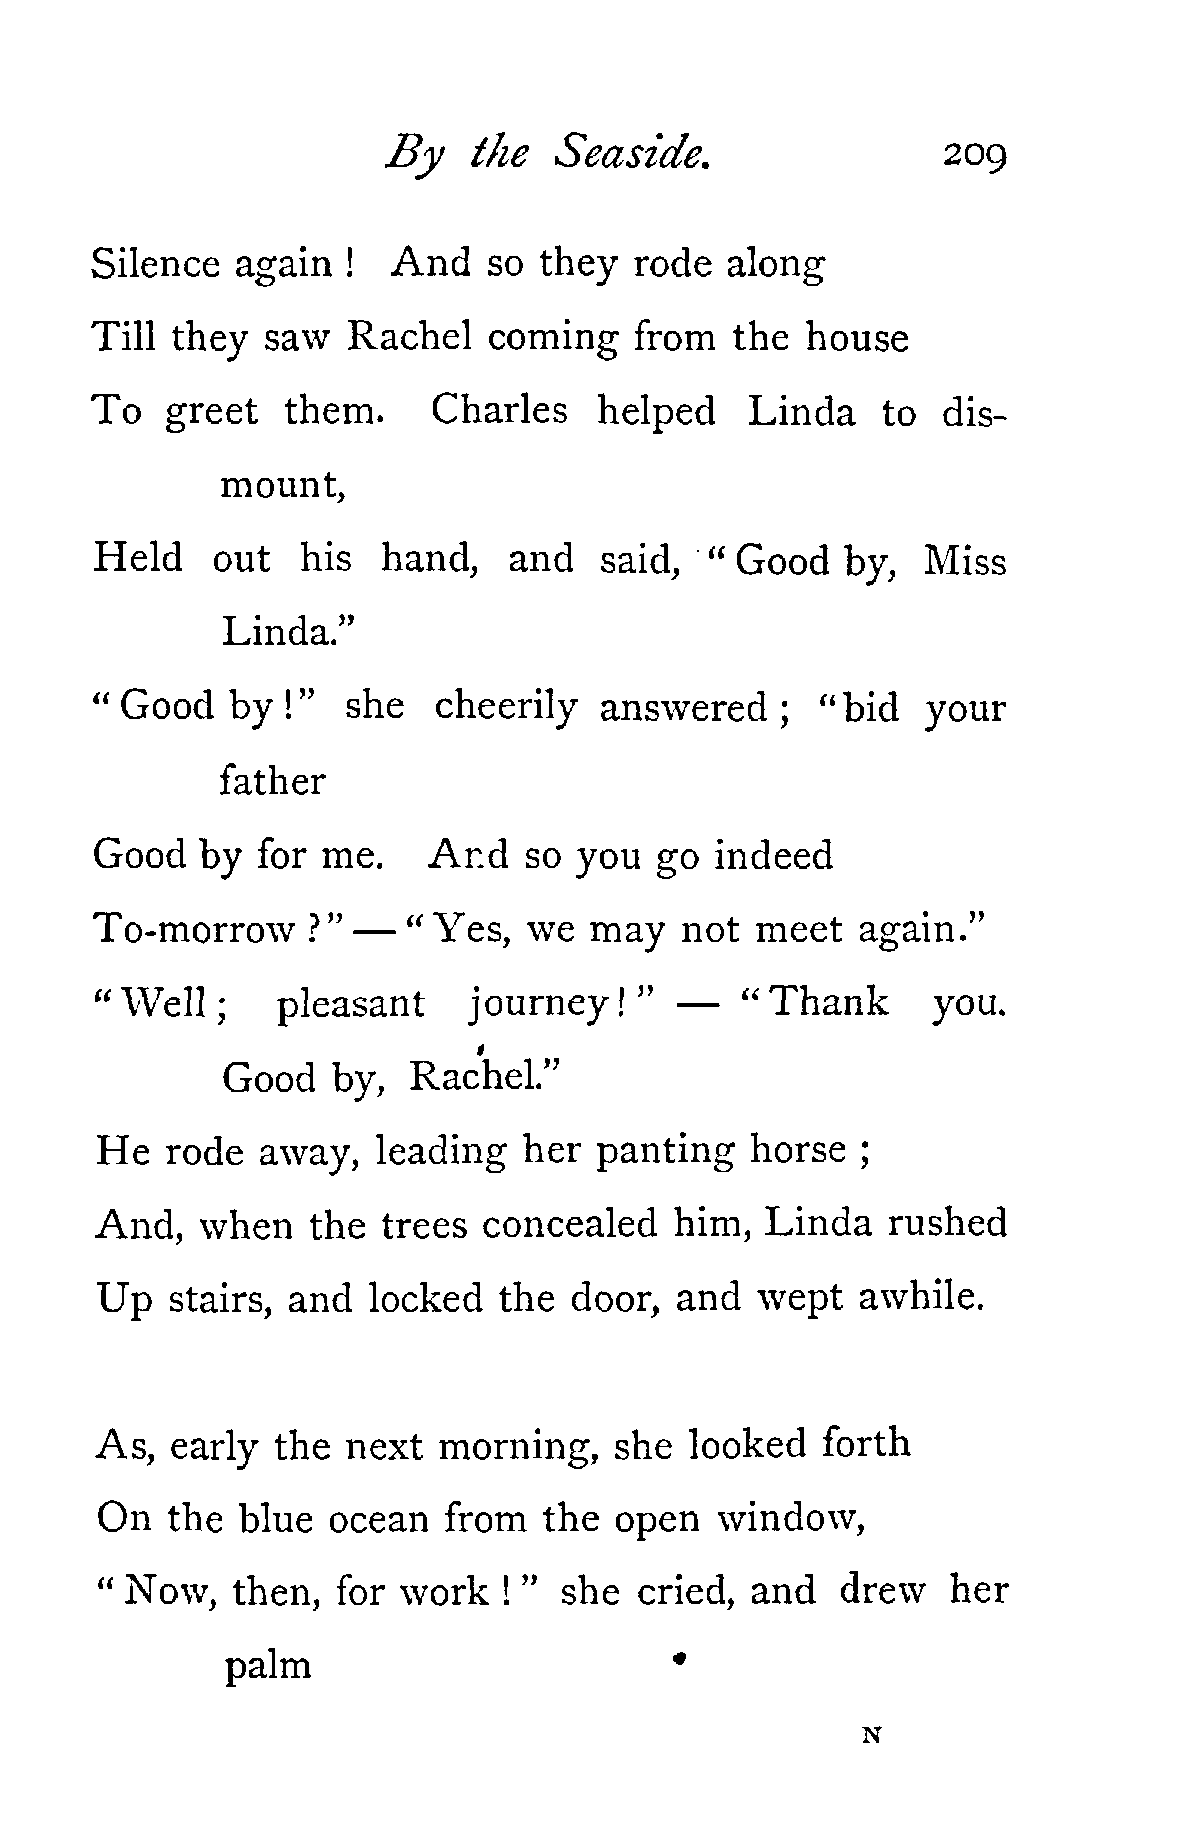 By the Seaside. 209
Silence again ! And so they rode along
Till they saw Rachel coming from the house
To greet them. Charles helped Linda to dis-
mount,
Held out his hand, and said, “ Good by, Miss
Linda.”
“ Good by ! ” she cheerily answered ; “ bid your
father
Good by for me. And so you go indeed
To-morrow ? ” — “ Yes, we may not meet again.”
“ Well ; pleasant journey ! ” — “ Thank you.
Good by, Rachel.”
He rode away, leading her panting horse ;
And, when the trees concealed him, Linda rushed
Up stairs, and locked the door, and wept awhile.
As, early the next morning, she looked forth
On the blue ocean from the open window,
“ Now, then, for work ! ” she cried, and drew her
palm
N